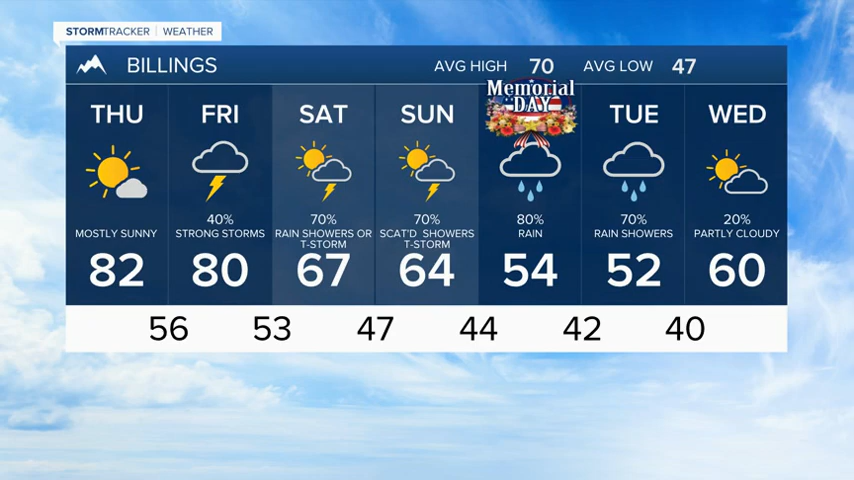 STORMTRACKER | WEATHER
BILLINGS AVG HIGH 70 AVG LOW 47
Memorial
DAY
THU FRI SAT SUN TUE WED
40% 70% 70% 80% 70% 20%
MOSTLY SUNNY STRONG STORMS RAIN SHOWERS OR SCAT'D SHOWERS RAIN RAIN SHOWERS PARTLY CLOUDY
T-STORM T-STORM
82 80 67 64 54 52 60
56 53 47 44 42 40